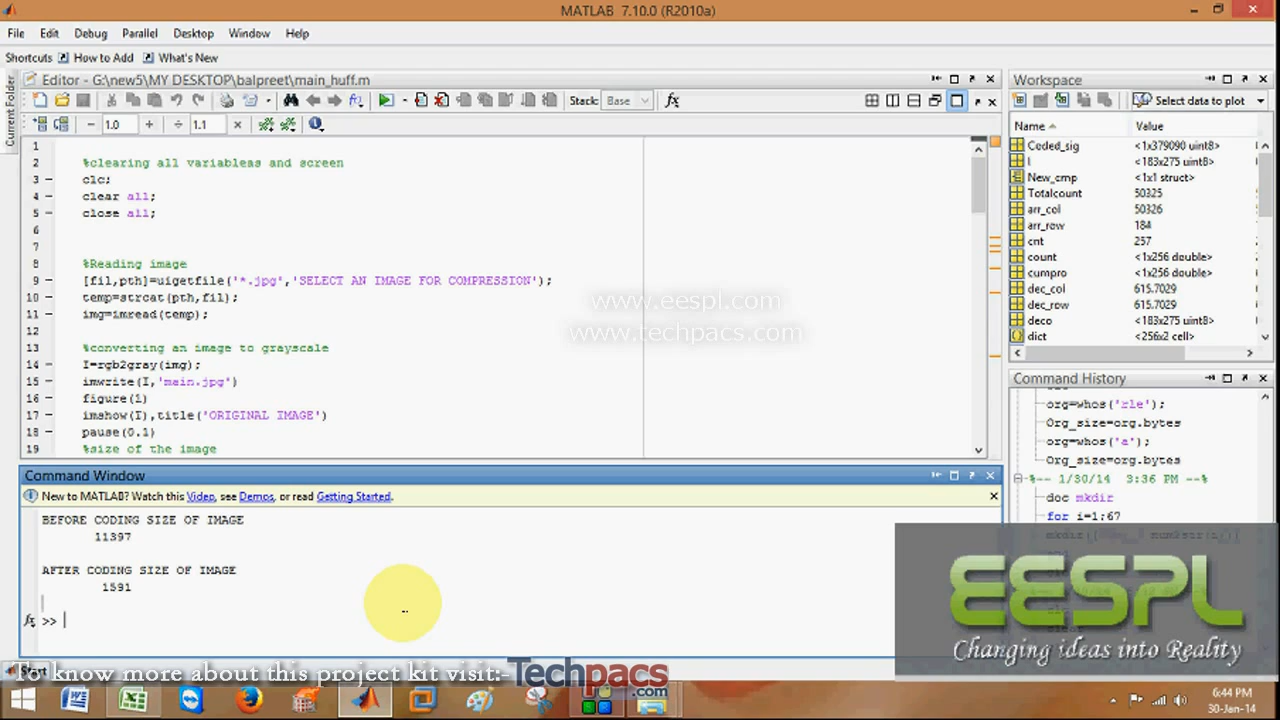 MATLAB 7.10.0 (R2010a)
File Edit Debug Parallel Desktop Window Help
Shortcuts How to Add What's New
Current Folder
Editor - G:\new5\MY DESKTOP\balpreet\main_huff.m
Stack: Base
1.0 1.1
1
2 %clearing all variableas and screen
3 clc;
4 clear all;
5 close all;
6
7
8 %Reading image
9 [fil,pth]=uigetfile('*.jpg','SELECT AN IMAGE FOR COMPRESSION');
10 temp=strcat(pth,fil);
11 img=imread(temp);
12
13 %converting an image to grayscale
14 I=rgb2gray(img);
15 imwrite(I,'main.jpg')
16 figure(1)
17 imshow(I),title('ORIGINAL IMAGE')
18 pause(0.1)
19 %size of the image
www.eespl.com
www.techpacs.com
Workspace
Select data to plot
Name Value
Coded_sig <1x379090 uint8>
I <183x275 uint8>
New_cmp <1x1 struct>
Totalcount 50325
arr_col 50326
arr_row 184
cnt 257
count <1x256 double>
cumpro <1x256 double>
dec_col 615.7029
dec_row 615.7029
deco <183x275 uint8>
dict <256x2 cell>
Command History
org=whos('rle');
Org_size=org.bytes
org=whos('a');
Org_size=org.bytes
%-- 1/30/14 3:36 PM --%
doc mkdir
for i=1:67
Command Window
New to MATLAB? Watch this Video, see Demos, or read Getting Started.
BEFORE CODING SIZE OF IMAGE
11397
AFTER CODING SIZE OF IMAGE
1591
fx >>
EESPL
Changing ideas into Reality
Start
To know more about this project kit visit:-Techpacs
.com
6:44 PM
30-Jan-14